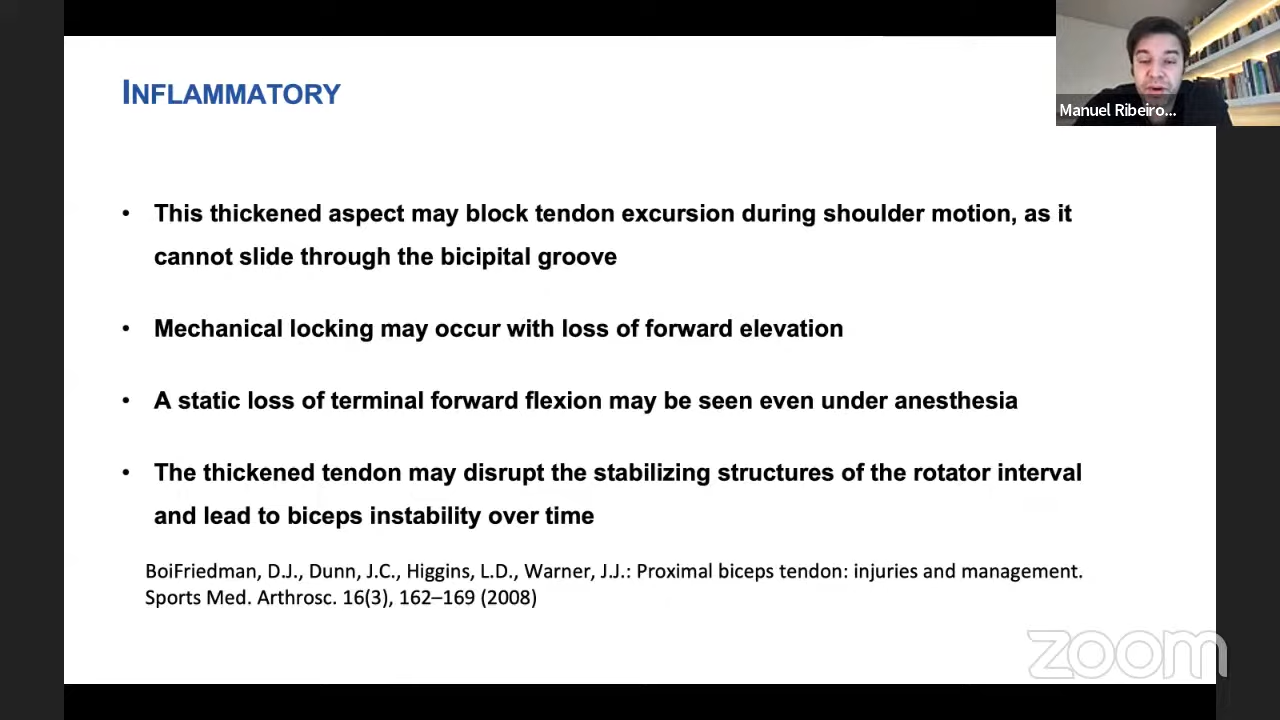 INFLAMMATORY
Manuel Ribeiro...
• This thickened aspect may block tendon excursion during shoulder motion, as it
cannot slide through the bicipital groove
• Mechanical locking may occur with loss of forward elevation
• A static loss of terminal forward flexion may be seen even under anesthesia
• The thickened tendon may disrupt the stabilizing structures of the rotator interval
and lead to biceps instability over time
BoiFriedman, D.J., Dunn, J.C., Higgins, L.D., Warner, J.J.: Proximal biceps tendon: injuries and management.
Sports Med. Arthrosc. 16(3), 162–169 (2008)
zoom